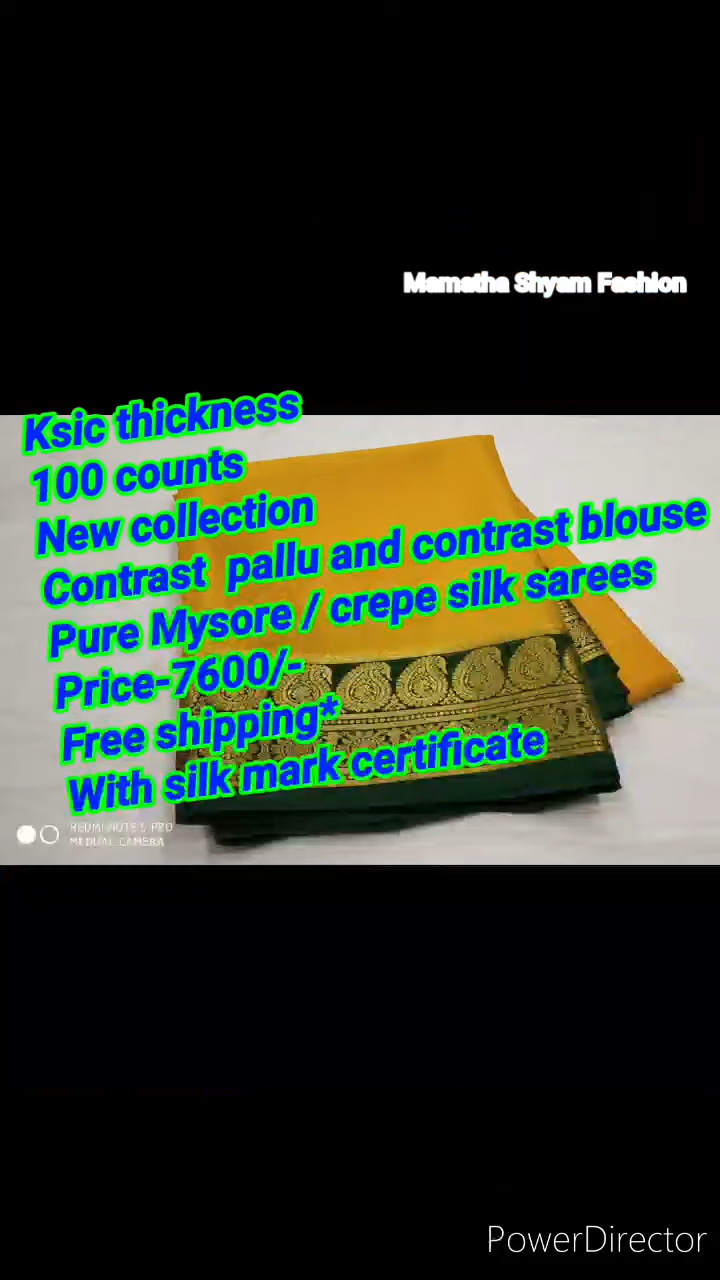 Mamatha Shyam Fashion
Ksic thickness
100 counts
New collection
Contrast pallu and contrast blouse
Pure Mysore / crepe silk sarees
Price-7600/-
Free shipping*
With silk mark certificate
REDMI NOTE 5 PRO
MI DUAL CAMERA
PowerDirector